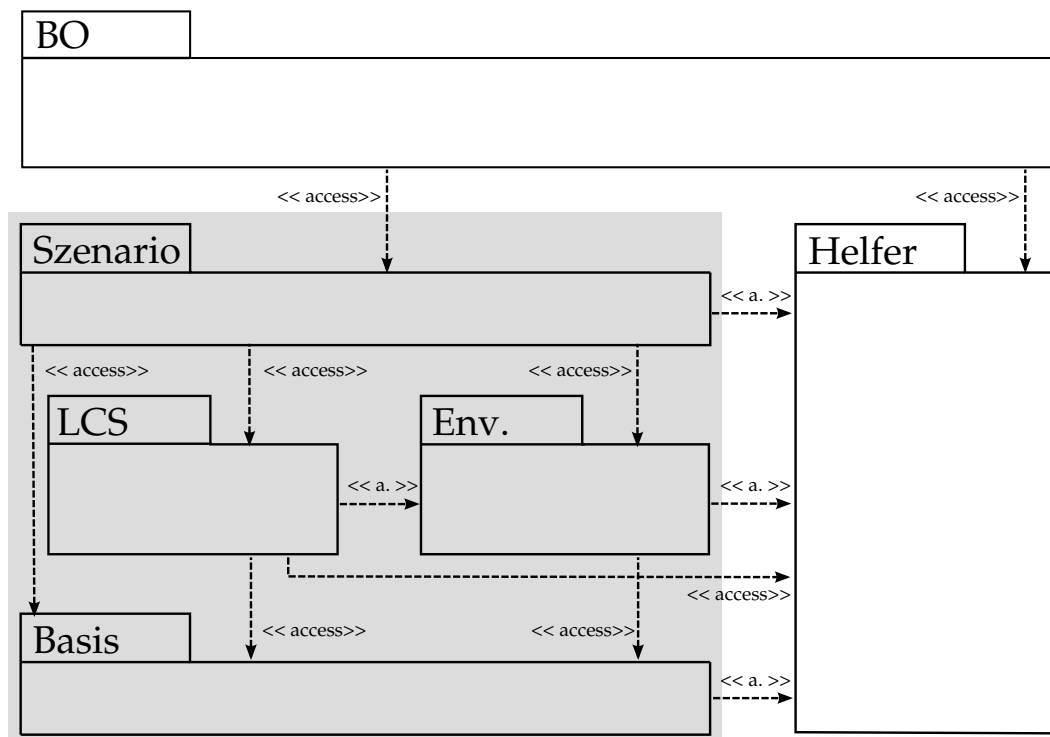 BO
<< access>>
<< access>>
Szenario
Helfer
<< a. >>
<< access>>
<< access>>
<< access>>
LCS
Env.
<< a. >>
<< a. >>
<< access>>
Basis
<< access>>
<< access>>
<< a. >>